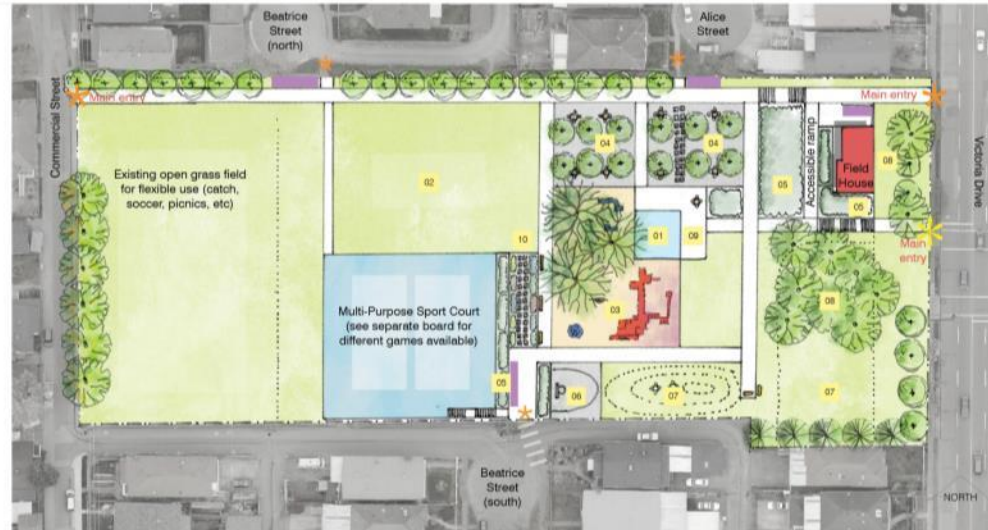 Beatrice
Street
(north)
Alice
Street
Commercial Street
Main entry
Main entry
Victoria Drive
Existing open grass field
for flexible use (catch,
soccer, picnics, etc)
02
04
04
05
Accessible ramp
Field
House
08
05
01
09
10
Main
entry
Multi-Purpose Sport Court
(see separate board for
different games available)
03
08
05
06
07
07
Beatrice
Street
(south)
NORTH